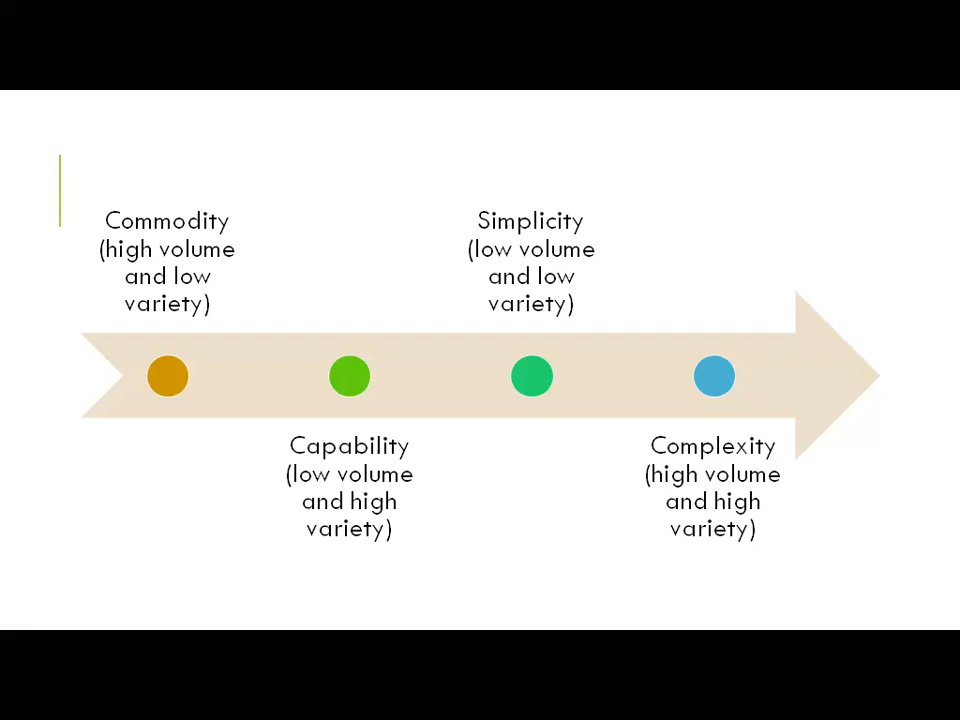 Commodity
(high volume
and low
variety)
Capability
(low volume
and high
variety)
Simplicity
(low volume
and low
variety)
Complexity
(high volume
and high
variety)